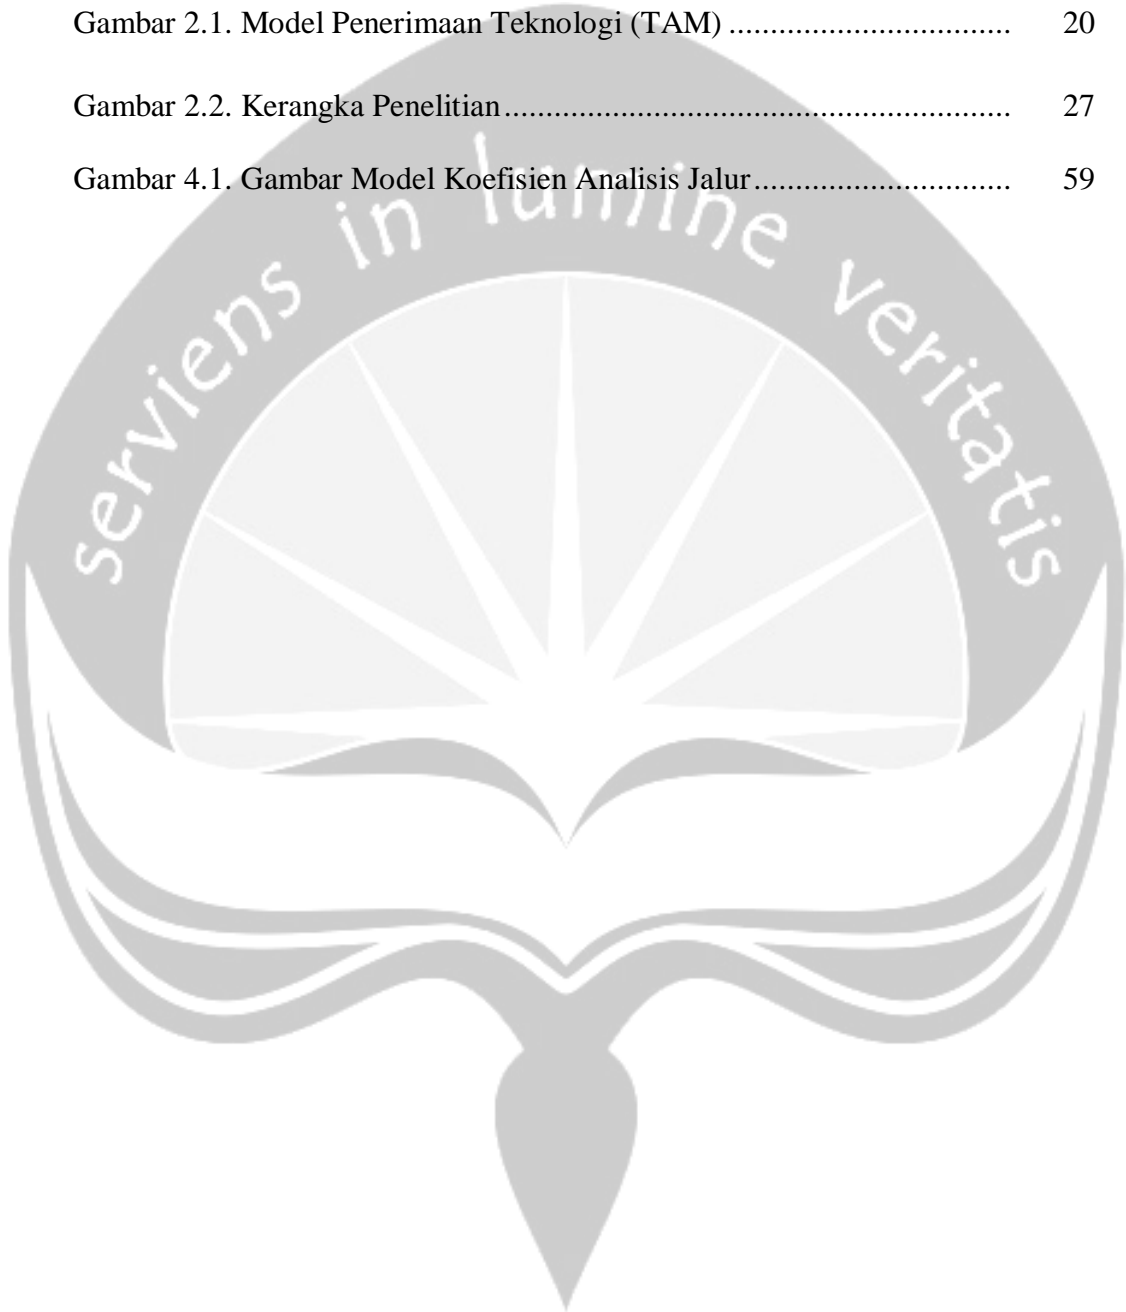 Gambar 2.1. Model Penerimaan Teknologi (TAM) .................................. 20
Gambar 2.2. Kerangka Penelitian .............................................................. 27
Gambar 4.1. Gambar Model Koefisien Analisis Jalur ............................... 59
serviens in lumine veritatis